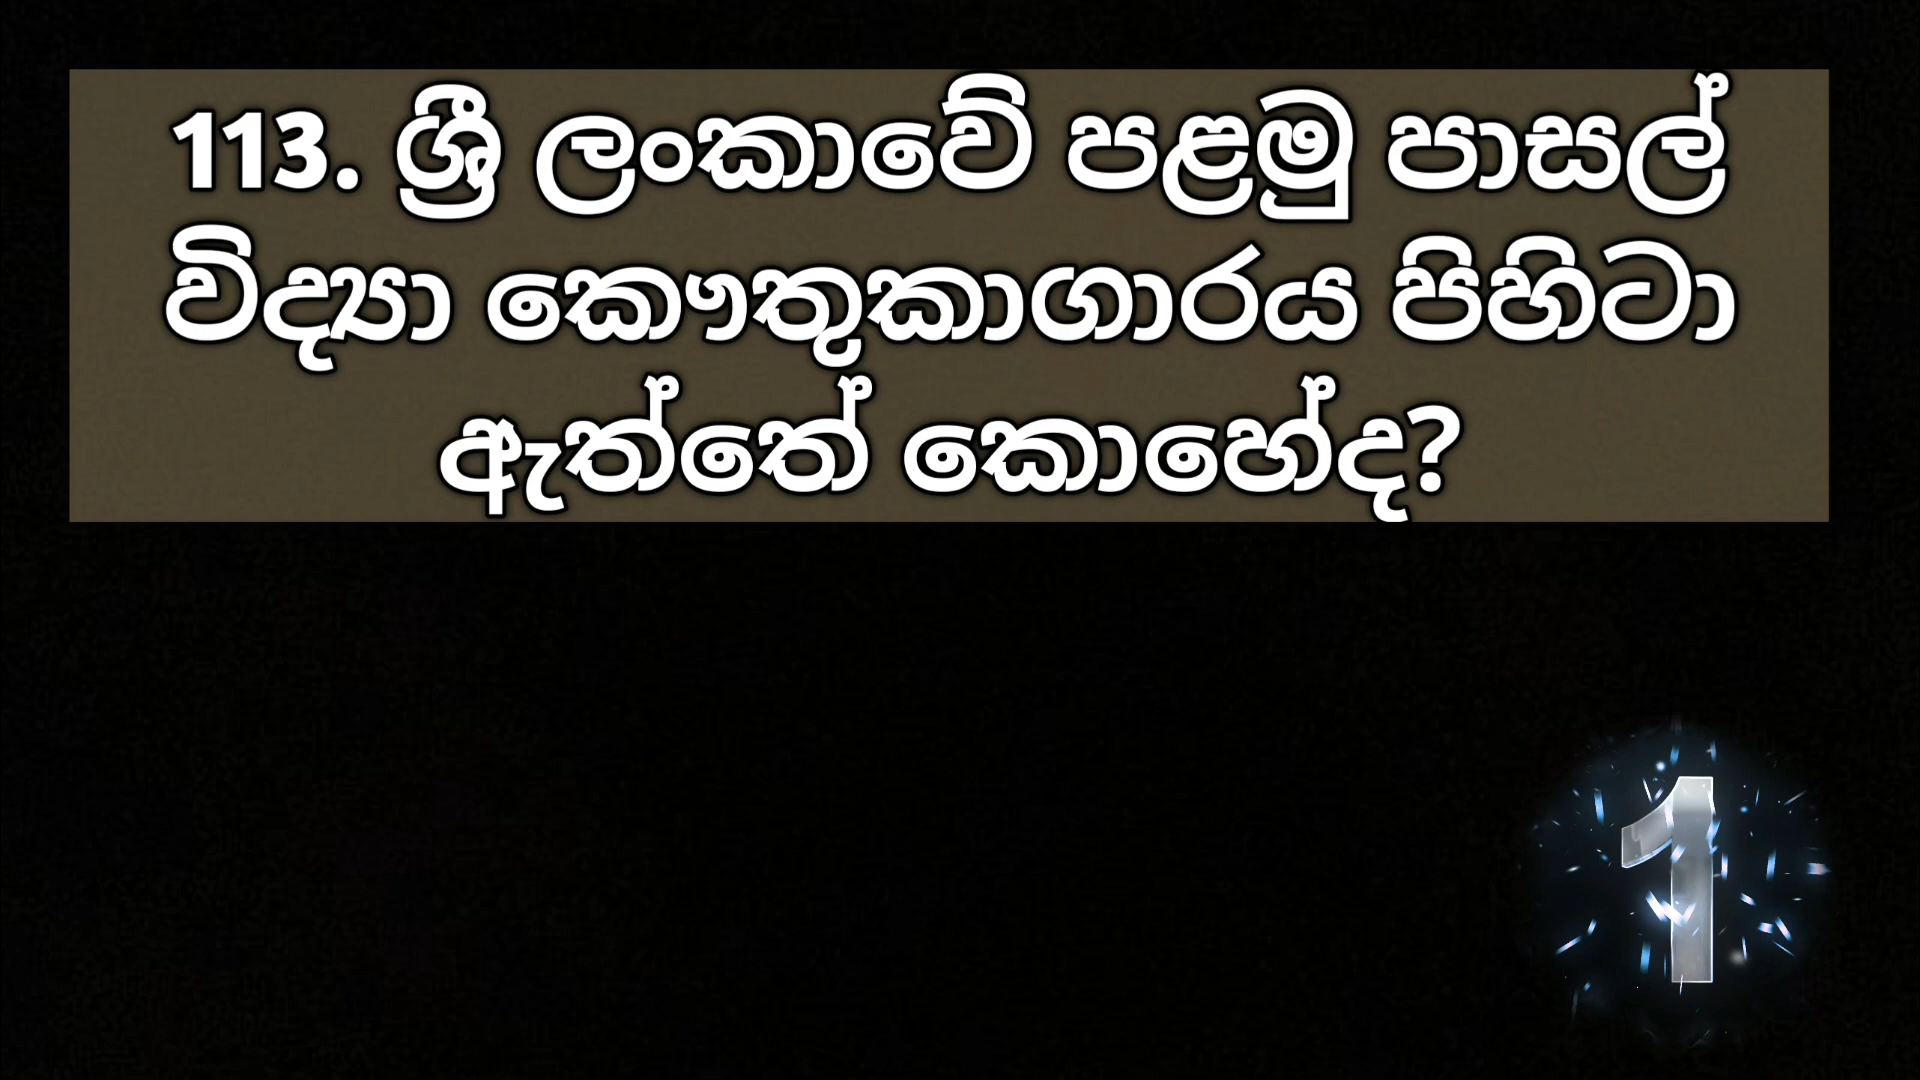 113. ශ්‍රී ලංකාවේ පළමු පාසල්
විද්‍යා කෞතුකාගාරය පිහිටා
ඇත්තේ කොහේද?
1